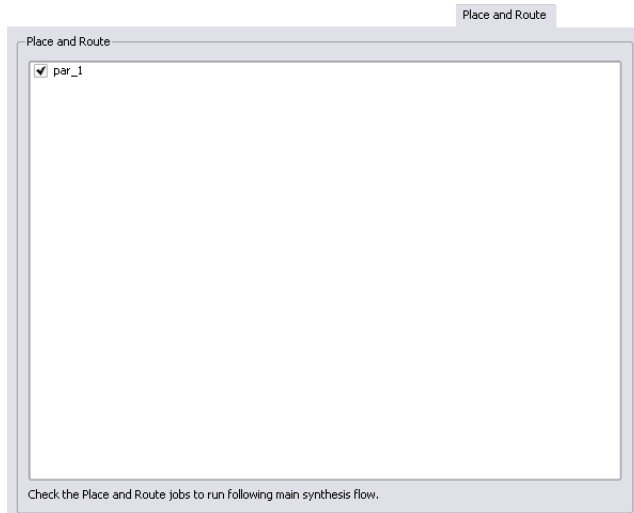 Place and Route
Place and Route
par_1
Check the Place and Route jobs to run following main synthesis flow.